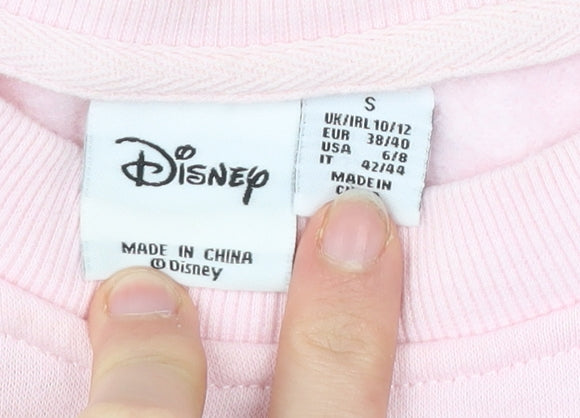 Disney
MADE IN CHINA
© Disney
S
UK/IRL 10/12
EUR 38/40
USA 6/8
IT 42/44
MADE IN